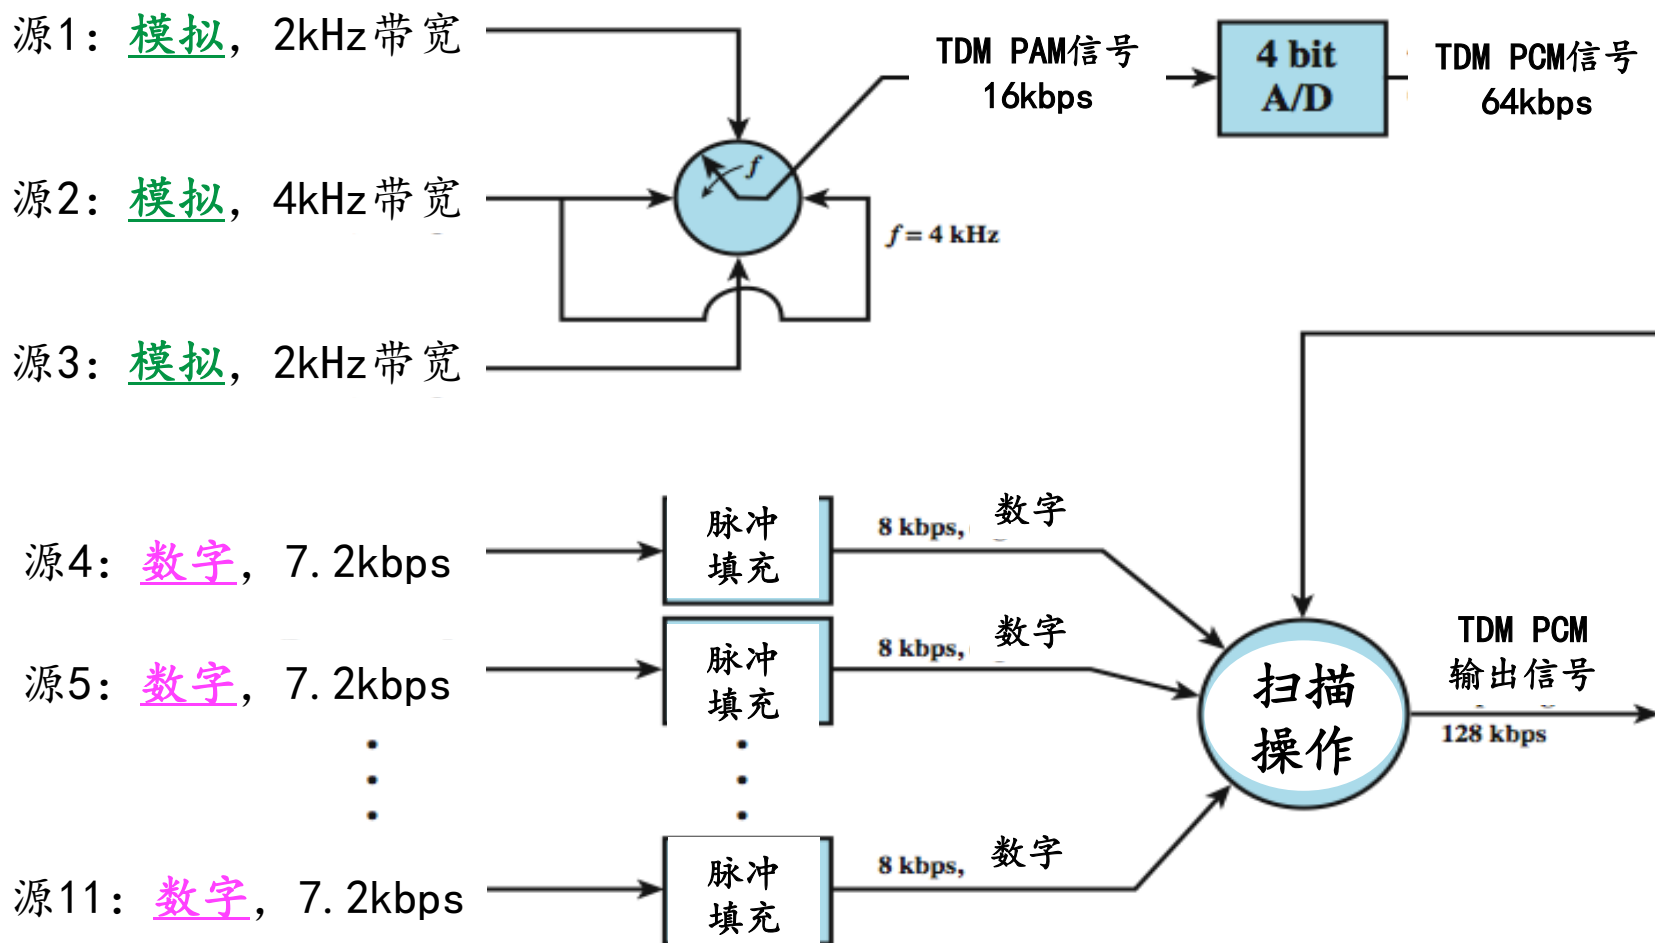 源1: 模拟, 2kHz带宽
TDM PAM信号
16kbps
4 bit
A/D
TDM PCM信号
64kbps
源2: 模拟, 4kHz带宽
f
f = 4 kHz
源3: 模拟, 2kHz带宽
源4: 数字, 7.2kbps
脉冲
填充
8 kbps, 数字
源5: 数字, 7.2kbps
脉冲
填充
8 kbps, 数字
扫描
操作
TDM PCM
输出信号
128 kbps
源11: 数字, 7.2kbps
脉冲
填充
8 kbps, 数字